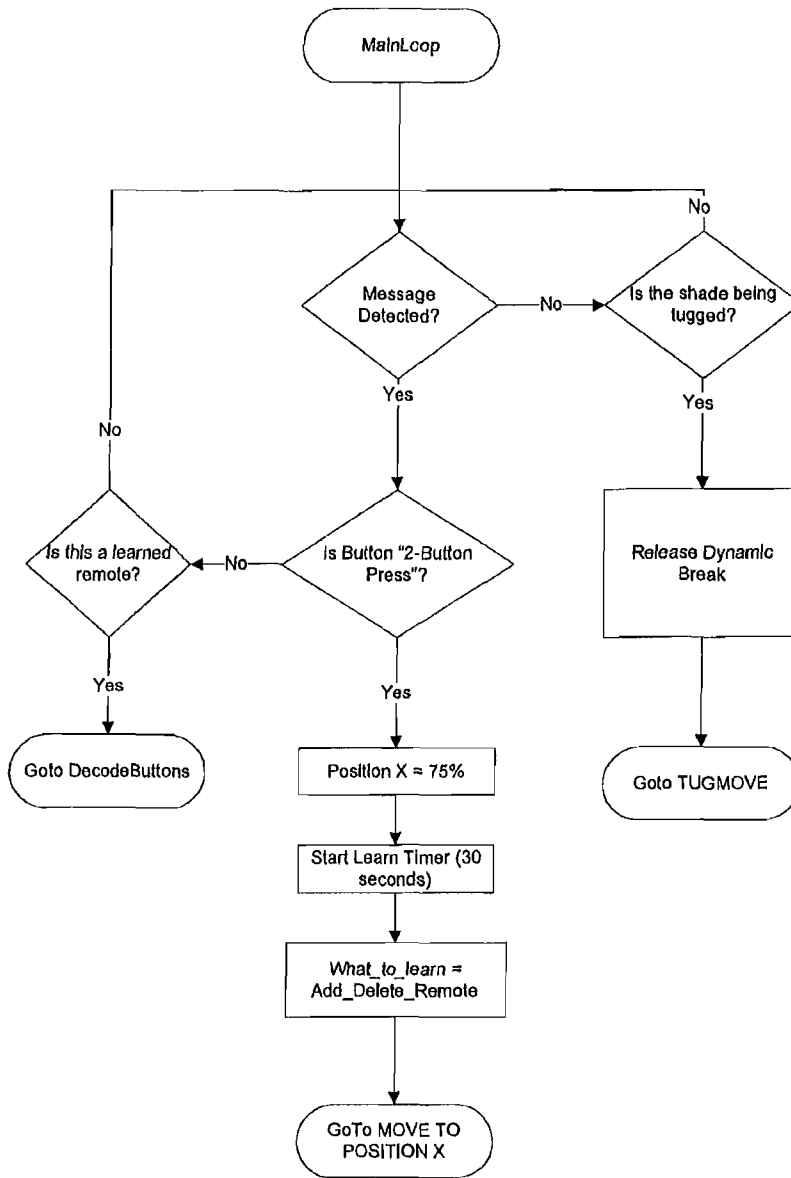 MainLoop
No
Message
Detected?
No
Is the shade being
tugged?
Yes
Yes
No
Is this a learned
remote?
No
Is Button "2-Button
Press"?
Release Dynamic
Break
Yes
Yes
Goto DecodeButtons
Position X = 75%
Goto TUGMOVE
Start Learn Timer (30
seconds)
What_to_learn =
Add_Delete_Remote
GoTo MOVE TO
POSITION X